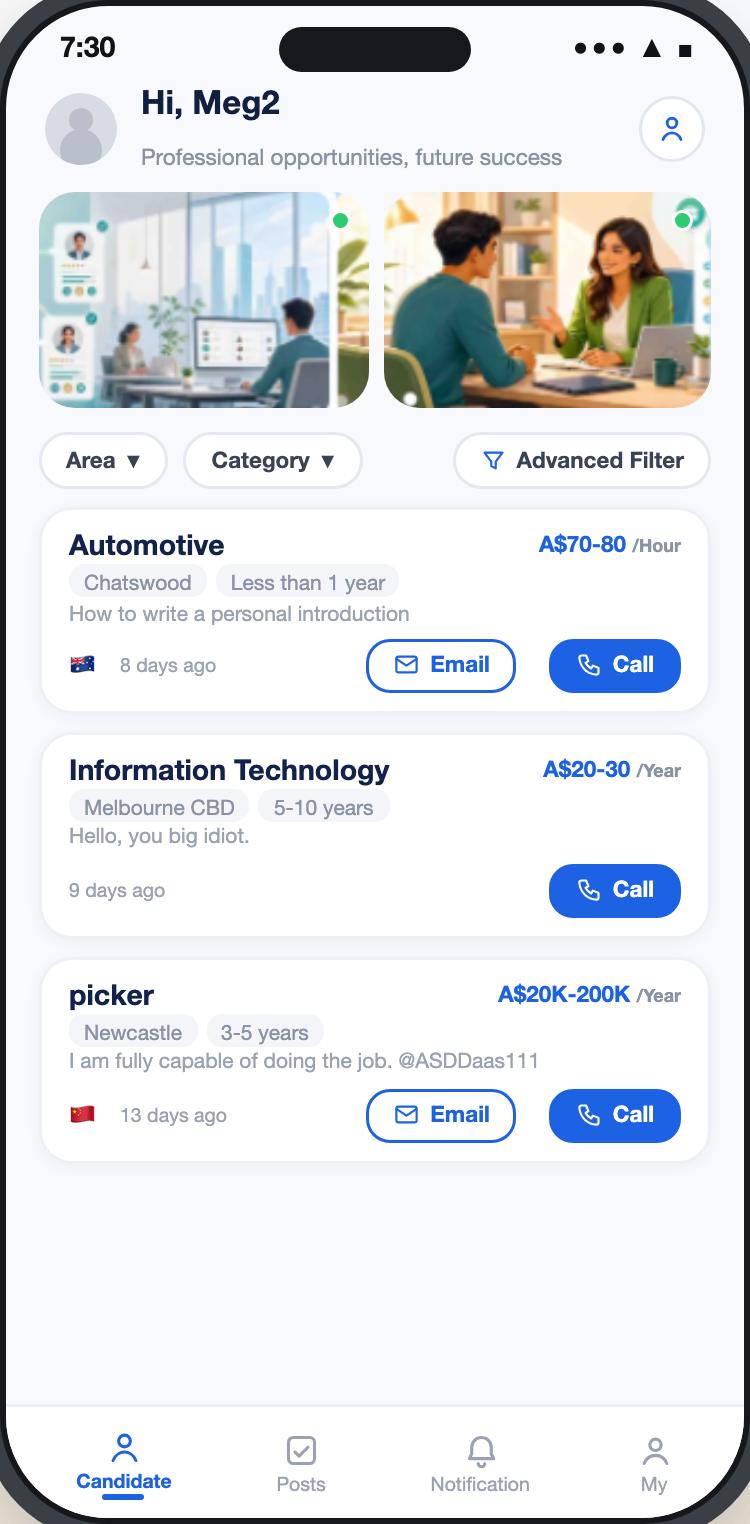 7:30
Hi, Meg2
Professional opportunities, future success
Area ▼ Category ▼ Advanced Filter
Automotive A$70-80 /Hour
Chatswood Less than 1 year
How to write a personal introduction
8 days ago Email Call
Information Technology A$20-30 /Year
Melbourne CBD 5-10 years
Hello, you big idiot.
9 days ago Call
picker A$20K-200K /Year
Newcastle 3-5 years
I am fully capable of doing the job. @ASDDaas111
13 days ago Email Call
Candidate Posts Notification My